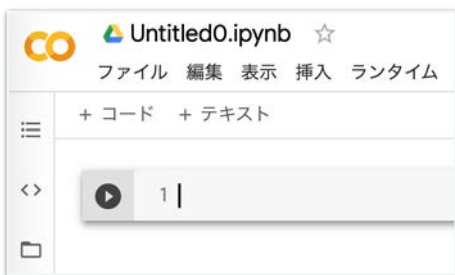 CO Untitled0.ipynb
ファイル 編集 表示 挿入 ランタイム
+ コード + テキスト
1